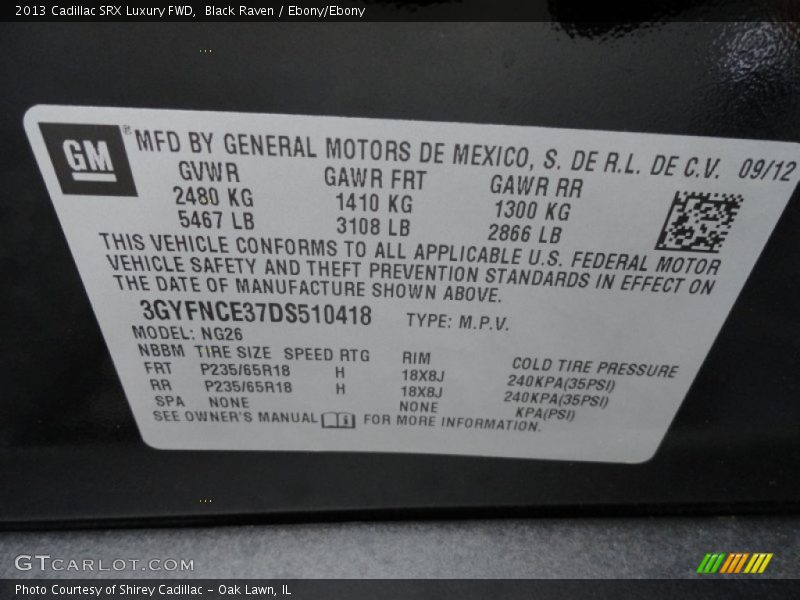 2013 Cadillac SRX Luxury FWD, Black Raven / Ebony/Ebony
GM ® MFD BY GENERAL MOTORS DE MEXICO, S. DE R.L. DE C.V. 09/12
GVWR GAWR FRT GAWR RR
2480 KG 1410 KG 1300 KG
5467 LB 3108 LB 2866 LB
THIS VEHICLE CONFORMS TO ALL APPLICABLE U.S. FEDERAL MOTOR
VEHICLE SAFETY AND THEFT PREVENTION STANDARDS IN EFFECT ON
THE DATE OF MANUFACTURE SHOWN ABOVE.
3GYFNCE37DS510418 TYPE: M.P.V.
MODEL: NG26
NBBM TIRE SIZE SPEED RTG RIM COLD TIRE PRESSURE
FRT P235/65R18 H 18X8J 240KPA(35PSI)
RR P235/65R18 H 18X8J 240KPA(35PSI)
SPA NONE NONE KPA(PSI)
SEE OWNER'S MANUAL FOR MORE INFORMATION.
GTCARLOT.COM
Photo Courtesy of Shirey Cadillac - Oak Lawn, IL